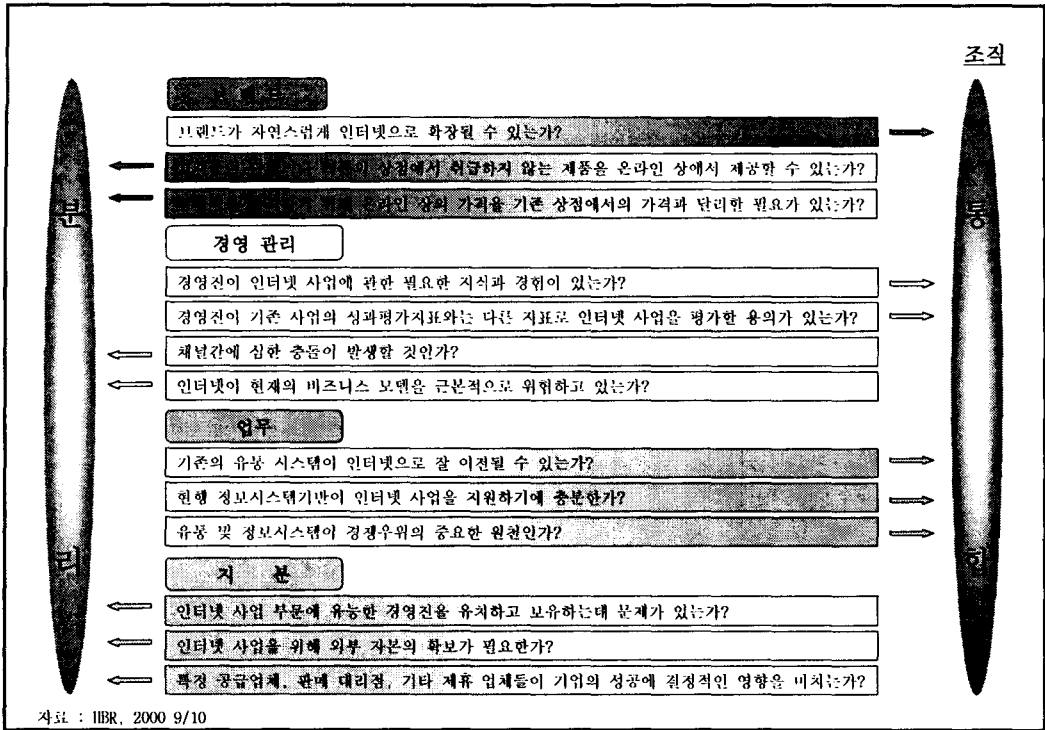 조직
브랜드
브랜드가 자연스럽게 인터넷으로 확장될 수 있는가?
상점에서 취급하지 않는 제품을 온라인 상에서 제공할 수 있는가?
온라인 상의 가격을 기존 상점에서의 가격과 달리할 필요가 있는가?
경영 관리
경영진이 인터넷 사업에 관한 필요한 지식과 경험이 있는가?
경영진이 기존 사업의 성과평가지표와는 다른 지표로 인터넷 사업을 평가할 용의가 있는가?
채널간에 심한 충돌이 발생할 것인가?
인터넷이 현재의 비즈니스 모델을 근본적으로 위협하고 있는가?
업무
기존의 유통 시스템이 인터넷으로 잘 이전될 수 있는가?
현행 정보시스템기반이 인터넷 사업을 지원하기에 충분한가?
유통 및 정보시스템이 경쟁우위의 중요한 원천인가?
지 분
인터넷 사업 부문에 유능한 경영진을 유치하고 보유하는데 문제가 있는가?
인터넷 사업을 위해 외부 자본의 확보가 필요한가?
특정 공급업체, 판매 대리점, 기타 제휴 업체들이 기업의 성공에 결정적인 영향을 미치는가?
분
리
통
합
자료 : HBR, 2000 9/10